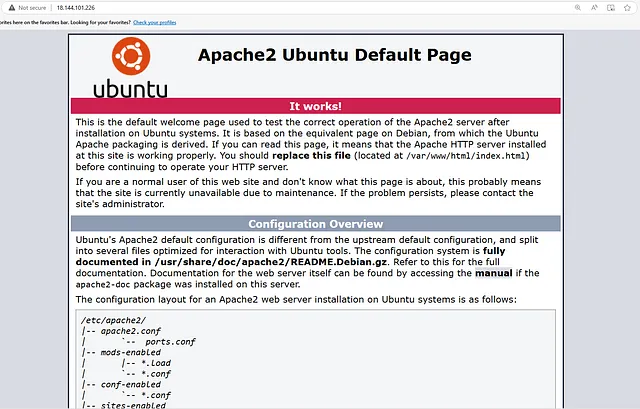 Not secure | 18.144.101.226
orites here on the favorites bar. Looking for your favorites? Check your profiles
ubuntu
Apache2 Ubuntu Default Page
It works!
This is the default welcome page used to test the correct operation of the Apache2 server after
installation on Ubuntu systems. It is based on the equivalent page on Debian, from which the Ubuntu
Apache packaging is derived. If you can read this page, it means that the Apache HTTP server installed
at this site is working properly. You should replace this file (located at /var/www/html/index.html)
before continuing to operate your HTTP server.
If you are a normal user of this web site and don't know what this page is about, this probably means
that the site is currently unavailable due to maintenance. If the problem persists, please contact the
site's administrator.
Configuration Overview
Ubuntu's Apache2 default configuration is different from the upstream default configuration, and split
into several files optimized for interaction with Ubuntu tools. The configuration system is fully
documented in /usr/share/doc/apache2/README.Debian.gz. Refer to this for the full
documentation. Documentation for the web server itself can be found by accessing the manual if the
apache2-doc package was installed on this server.
The configuration layout for an Apache2 web server installation on Ubuntu systems is as follows:
/etc/apache2/
|-- apache2.conf
|       `--  ports.conf
|-- mods-enabled
|       |-- *.load
|       `-- *.conf
|-- conf-enabled
|       `-- *.conf
|-- sites-enabled